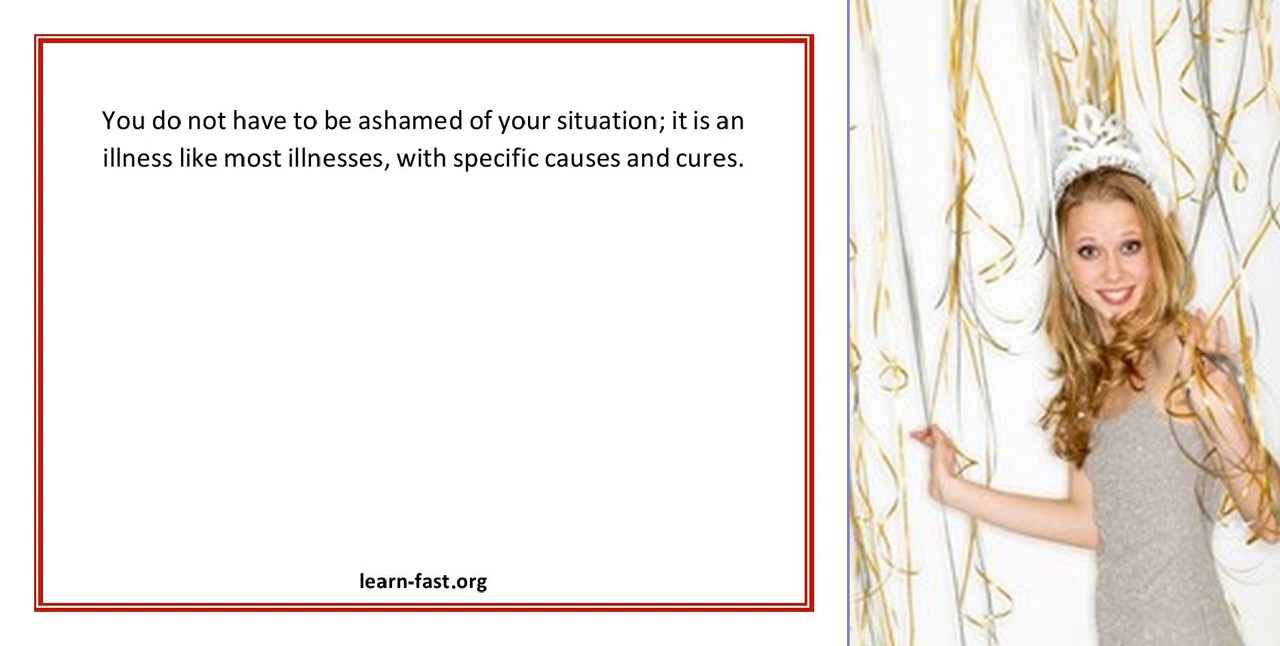 You do not have to be ashamed of your situation; it is an
illness like most illnesses, with specific causes and cures.
learn-fast.org